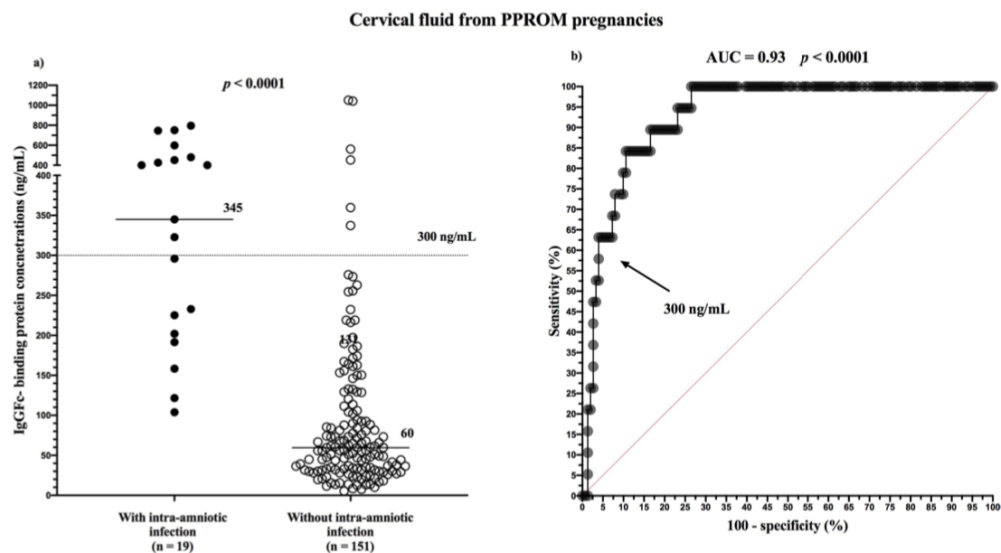 Cervical fluid from PPROM pregnancies
a)
p < 0.0001
IgGFc- binding protein concnetrations (ng/mL)
1200
1000
800
600
400
400
350
300
250
200
150
100
50
0
345
300 ng/mL
60
With intra-amniotic
infection
(n = 19)
Without intra-amniotic
infection
(n = 151)
b)
AUC = 0.93 p < 0.0001
Sensitivity (%)
100
95
90
85
80
75
70
65
60
55
50
45
40
35
30
25
20
15
10
5
0
300 ng/mL
0 5 10 15 20 25 30 35 40 45 50 55 60 65 70 75 80 85 90 95 100
100 - specificity (%)